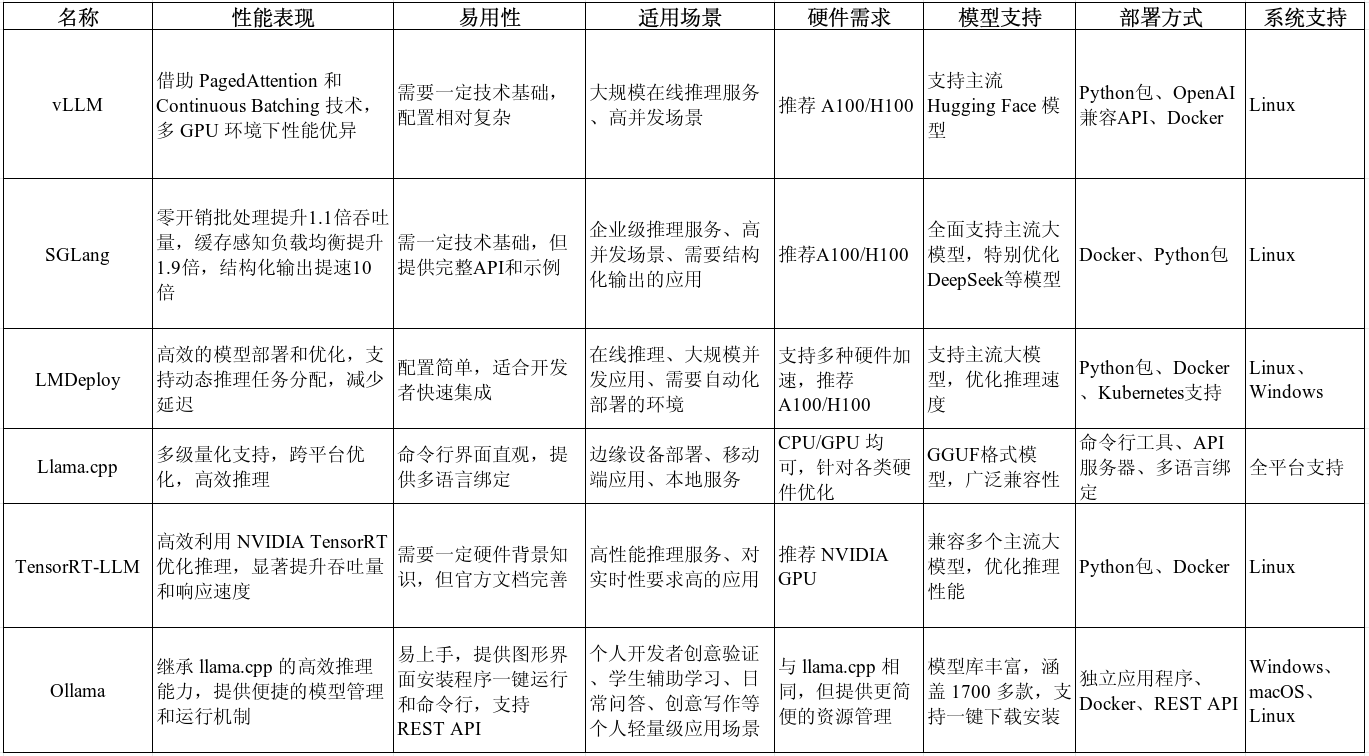 名称 性能表现 易用性 适用场景 硬件需求 模型支持 部署方式 系统支持
vLLM
借助 PagedAttention 和
Continuous Batching 技术，
多 GPU 环境下性能优异
需要一定技术基础，
配置相对复杂
大规模在线推理服务
、高并发场景
推荐 A100/H100
支持主流
Hugging Face 模
型
Python包、OpenAI
兼容API、Docker
Linux
SGLang
零开销批处理提升1.1倍吞吐
量，缓存感知负载均衡提升
1.9倍，结构化输出提速10
倍
需一定技术基础，但
提供完整API和示例
企业级推理服务、高
并发场景、需要结构
化输出的应用
推荐A100/H100
全面支持主流大
模型，特别优化
DeepSeek等模型
Docker、Python包
Linux
LMDeploy
高效的模型部署和优化，支
持动态推理任务分配，减少
延迟
配置简单，适合开发
者快速集成
在线推理、大规模并
发应用、需要自动化
部署的环境
支持多种硬件加
速，推荐
A100/H100
支持主流大模
型，优化推理速
度
Python包、Docker
、Kubernetes支持
Linux、
Windows
Llama.cpp
多级量化支持，跨平台优
化，高效推理
命令行界面直观，提
供多语言绑定
边缘设备部署、移动
端应用、本地服务
CPU/GPU 均
可，针对各类硬
件优化
GGUF格式模
型，广泛兼容性
命令行工具、API
服务器、多语言绑
定
全平台支持
TensorRT-LLM
高效利用 NVIDIA TensorRT
优化推理，显著提升吞吐量
和响应速度
需要一定硬件背景知
识，但官方文档完善
高性能推理服务、对
实时性要求高的应用
推荐 NVIDIA
GPU
兼容多个主流大
模型，优化推理
性能
Python包、Docker
Linux
Ollama
继承 llama.cpp 的高效推理
能力，提供便捷的模型管理
和运行机制
易上手，提供图形界
面安装程序一键运行
和命令行，支持
REST API
个人开发者创意验证
、学生辅助学习、日
常问答、创意写作等
个人轻量级应用场景
与 llama.cpp 相
同，但提供更简
便的资源管理
模型库丰富，涵
盖 1700 多款，支
持一键下载安装
独立应用程序、
Docker、REST API
Windows、
macOS、
Linux